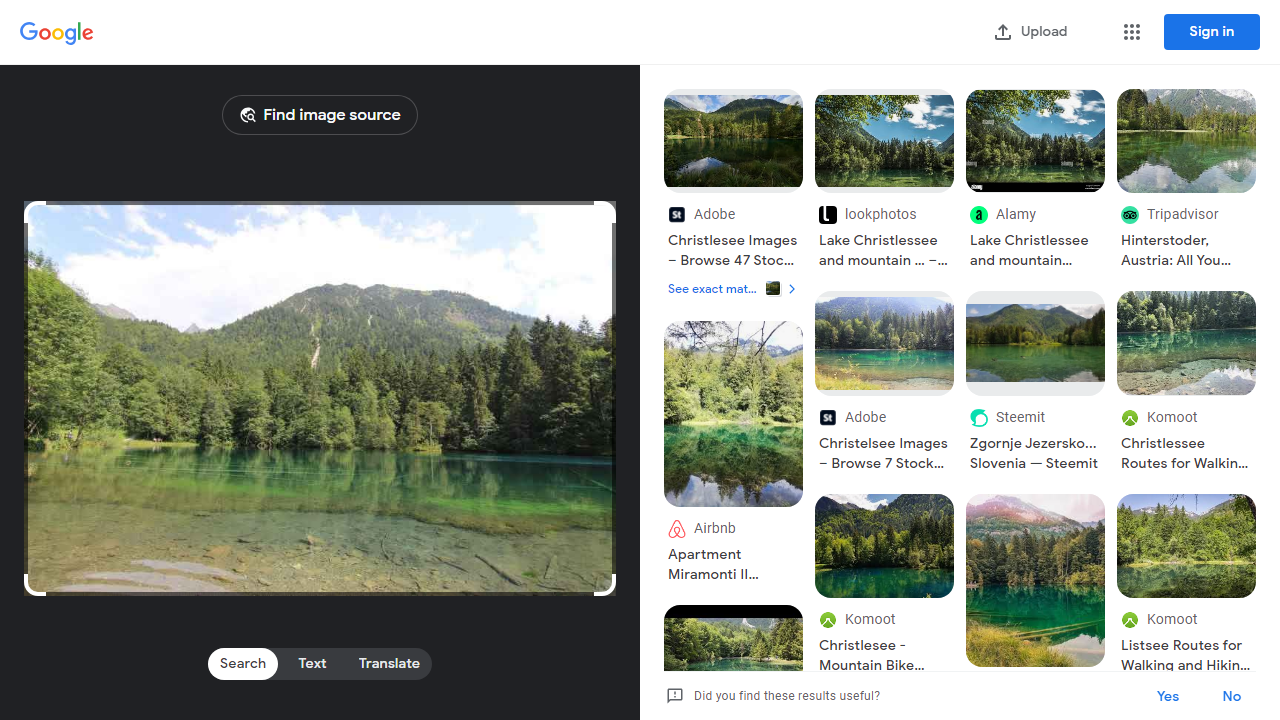 Google
Upload
Sign in
Find image source
Search
Text
Translate
Adobe
Christlesee Images
– Browse 47 Stoc...
See exact mat...
lookphotos
Lake Christlessee
and mountain ... –...
Alamy
Lake Christlessee
and mountain...
Tripadvisor
Hinterstoder,
Austria: All You...
Airbnb
Apartment
Miramonti II...
Adobe
Christelsee Images
– Browse 7 Stock...
Steemit
Zgornje Jezersko...
Slovenia — Steemit
Komoot
Christlessee
Routes for Walkin...
Komoot
Christlesee -
Mountain Bike...
Komoot
Listsee Routes for
Walking and Hikin...
Did you find these results useful?
Yes
No